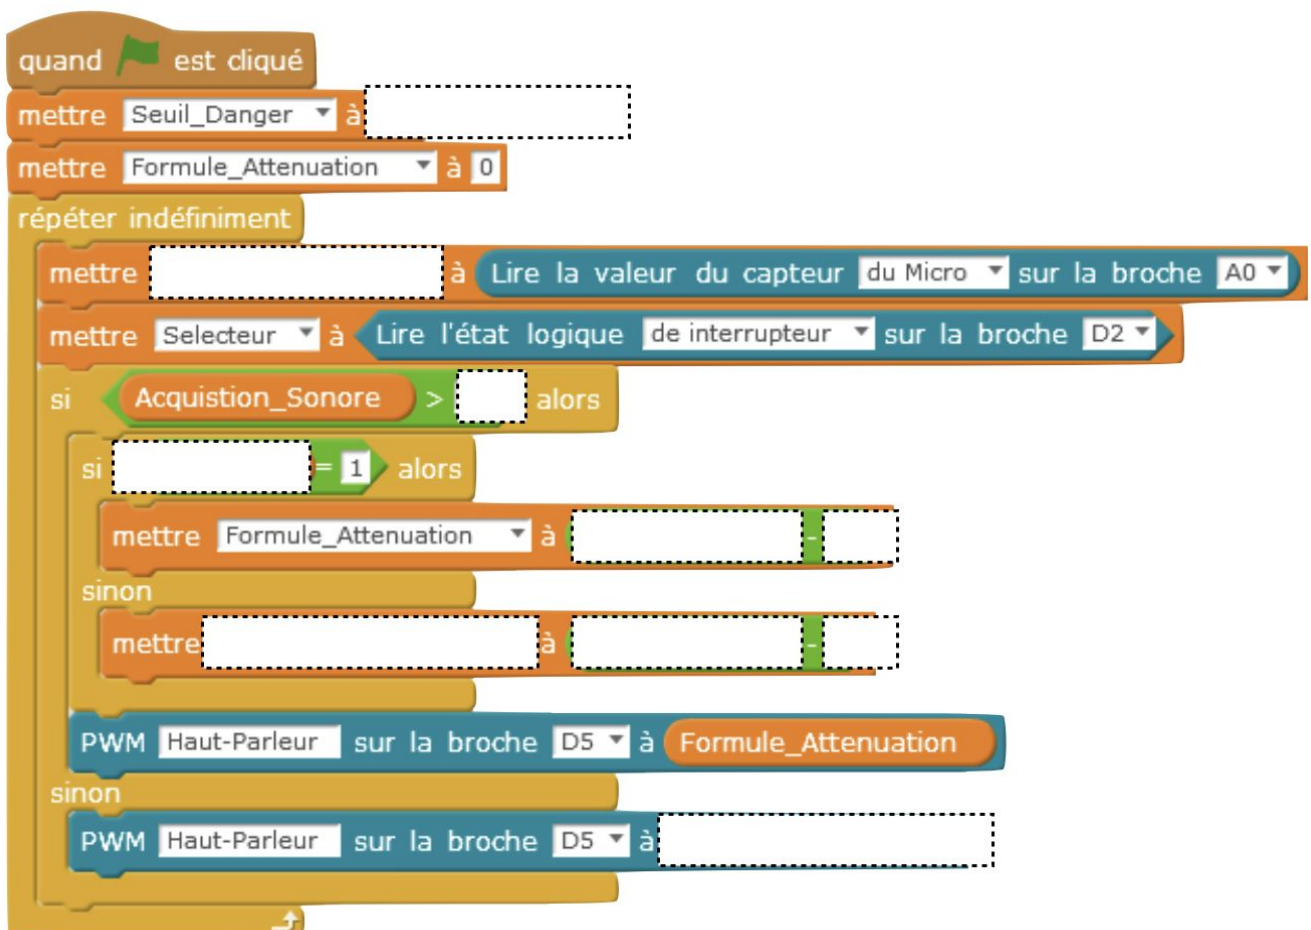 quand est cliqué
mettre Seuil_Danger à
mettre Formule_Attenuation à 0
répéter indéfiniment
mettre à Lire la valeur du capteur du Micro sur la broche A0
mettre Selecteur à Lire l'état logique de interrupteur sur la broche D2
si Acquistion_Sonore > alors
si = 1 alors
mettre Formule_Attenuation à -
sinon
mettre à -
PWM Haut-Parleur sur la broche D5 à Formule_Attenuation
sinon
PWM Haut-Parleur sur la broche D5 à